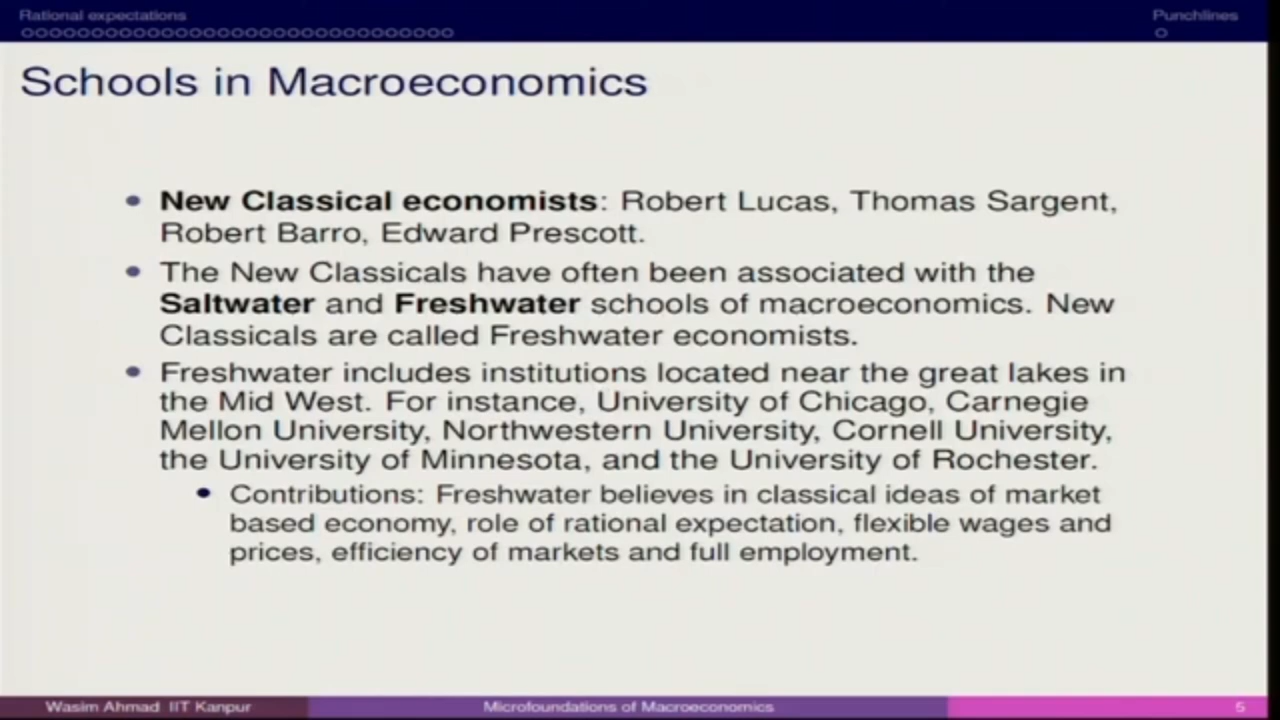 Rational expectations
Punchlines
Schools in Macroeconomics
New Classical economists: Robert Lucas, Thomas Sargent,
Robert Barro, Edward Prescott.
The New Classicals have often been associated with the
Saltwater and Freshwater schools of macroeconomics. New
Classicals are called Freshwater economists.
Freshwater includes institutions located near the great lakes in
the Mid West. For instance, University of Chicago, Carnegie
Mellon University, Northwestern University, Cornell University,
the University of Minnesota, and the University of Rochester.
Contributions: Freshwater believes in classical ideas of market
based economy, role of rational expectation, flexible wages and
prices, efficiency of markets and full employment.
Wasim Ahmad IIT Kanpur
Microfoundations of Macroeconomics
5